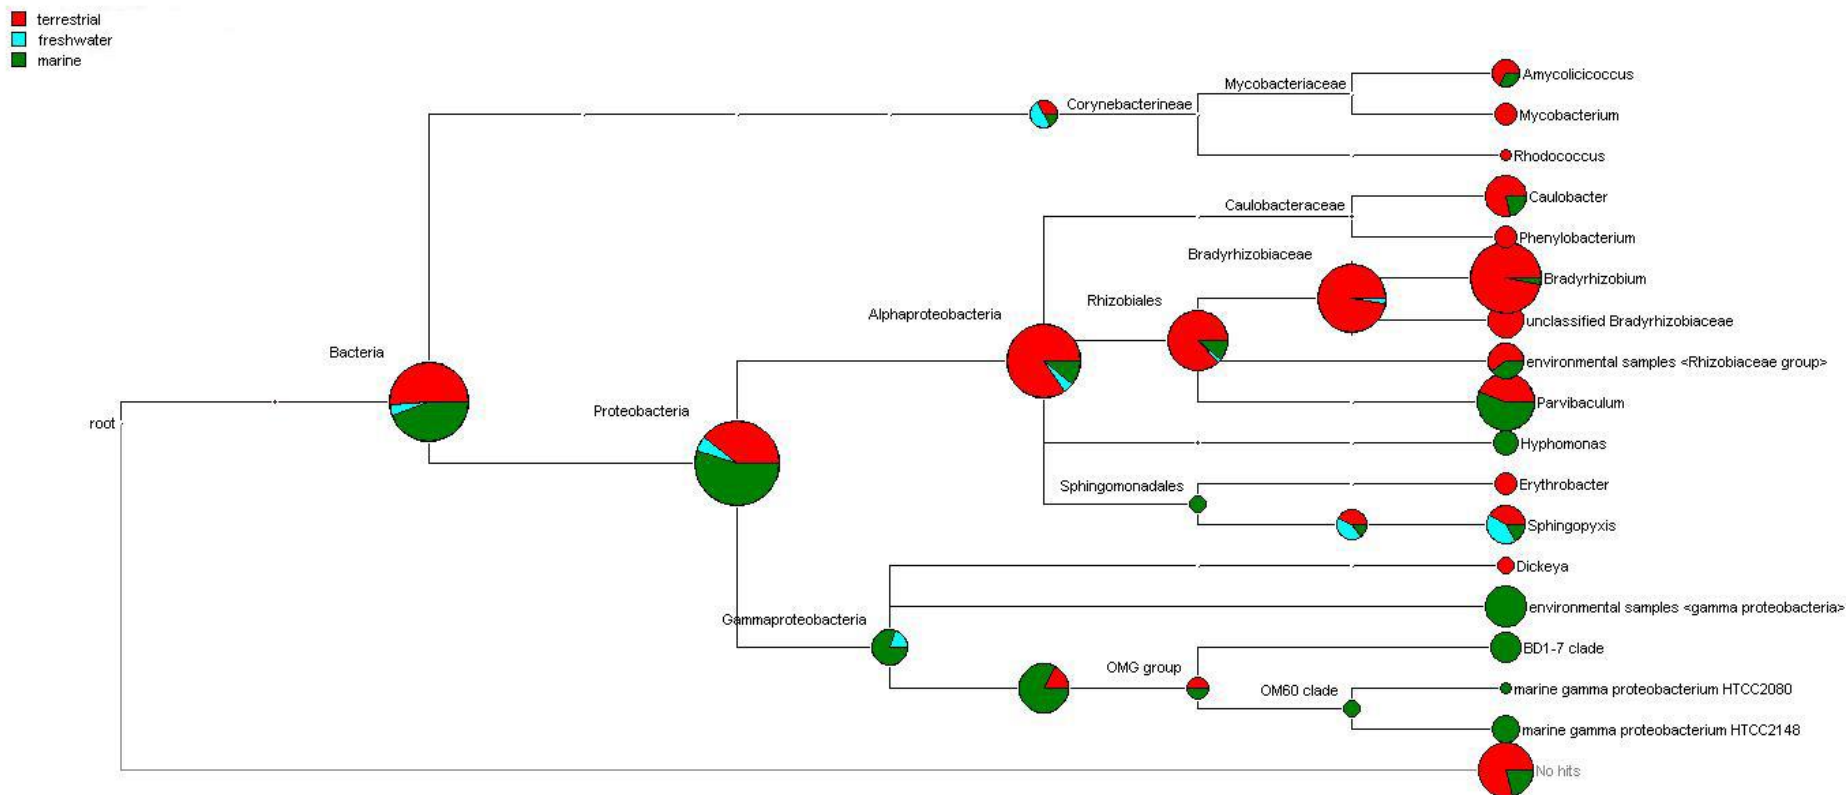 terrestrial
freshwater
marine
Amycolicicoccus
Mycobacteriaceae
Corynebacterineae
Mycobacterium
Rhodococcus
Caulobacter
Caulobacteraceae
Phenylobacterium
Bradyrhizobiaceae
Bradyrhizobium
Rhizobiales
Alphaproteobacteria
unclassified Bradyrhizobiaceae
Bacteria
environmental samples <Rhizobiaceae group>
Parvibaculum
Proteobacteria
root
Hyphomonas
Sphingomonadales
Erythrobacter
Sphingopyxis
Dickeya
environmental samples <gamma proteobacteria>
Gammaproteobacteria
BD1-7 clade
OMG group
OM60 clade
marine gamma proteobacterium HTCC2080
marine gamma proteobacterium HTCC2148
No hits